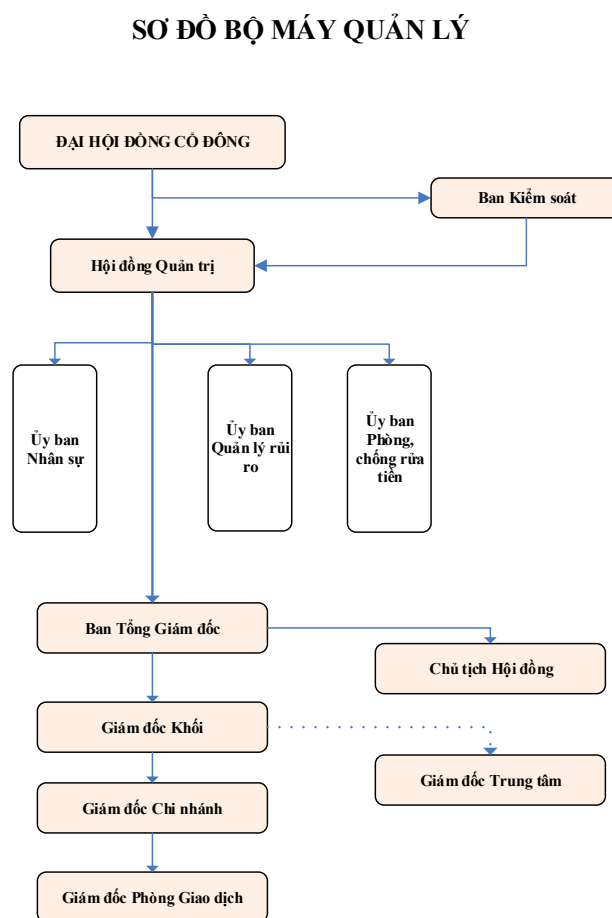 SƠ ĐỒ BỘ MÁY QUẢN LÝ
ĐẠI HỘI ĐỒNG CỔ ĐÔNG
Ban Kiểm soát
Hội đồng Quản trị
Ủy ban
Nhân sự
Ủy ban
Quản lý rủi
ro
Ủy ban
Phòng,
chống rửa
tiền
Ban Tổng Giám đốc
Chủ tịch Hội đồng
Giám đốc Khối
Giám đốc Trung tâm
Giám đốc Chi nhánh
Giám đốc Phòng Giao dịch